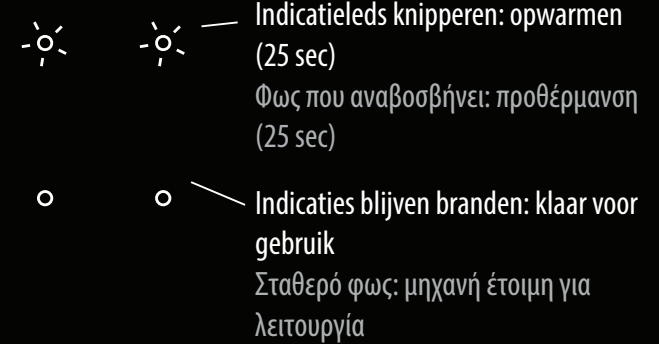 Indicatieleds knipperen: opwarmen
(25 sec)
Φως που αναβοσβήνει: προθέρμανση
(25 sec)
Indicaties blijven branden: klaar voor
gebruik
Σταθερό φως: μηχανή έτοιμη για
λειτουργία